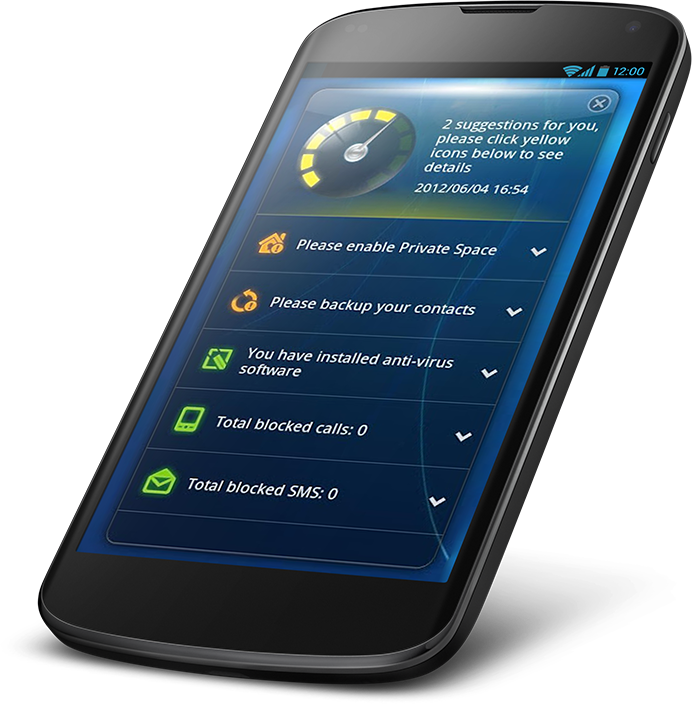 12:00
2 suggestions for you,
please click yellow
icons below to see
details
2012/06/04 16:54
Please enable Private Space
Please backup your contacts
You have installed anti-virus
software
Total blocked calls: 0
Total blocked SMS: 0